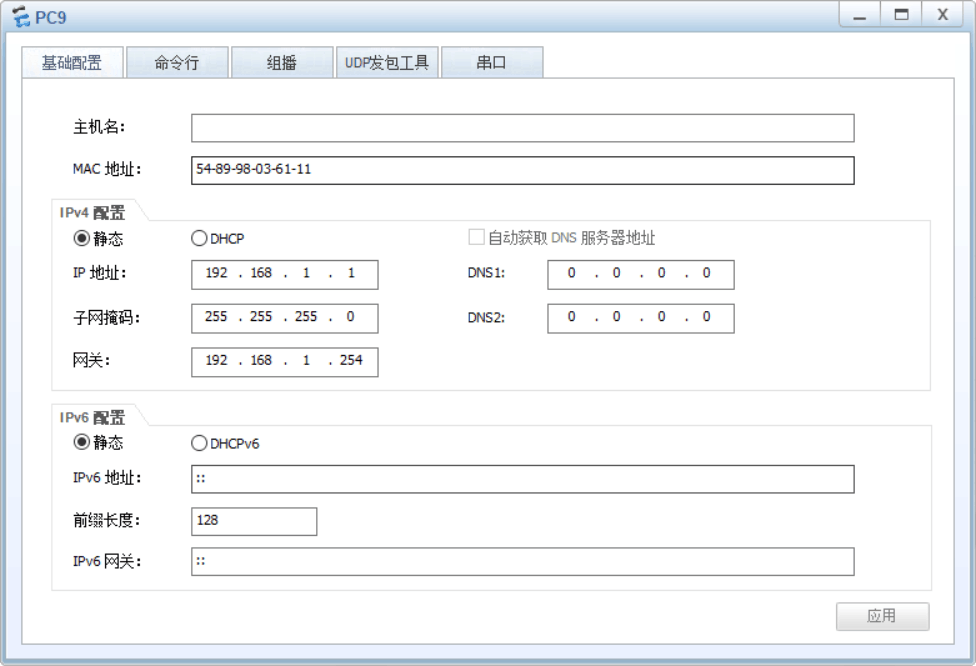 PC9
基础配置 命令行 组播 UDP发包工具 串口
主机名:
MAC 地址: 54-89-98-03-61-11
IPv4 配置
静态 DHCP 自动获取 DNS 服务器地址
IP 地址: 192 . 168 . 1 . 1 DNS1: 0 . 0 . 0 . 0
子网掩码: 255 . 255 . 255 . 0 DNS2: 0 . 0 . 0 . 0
网关: 192 . 168 . 1 . 254
IPv6 配置
静态 DHCPv6
IPv6 地址: ::
前缀长度: 128
IPv6 网关: ::
应用